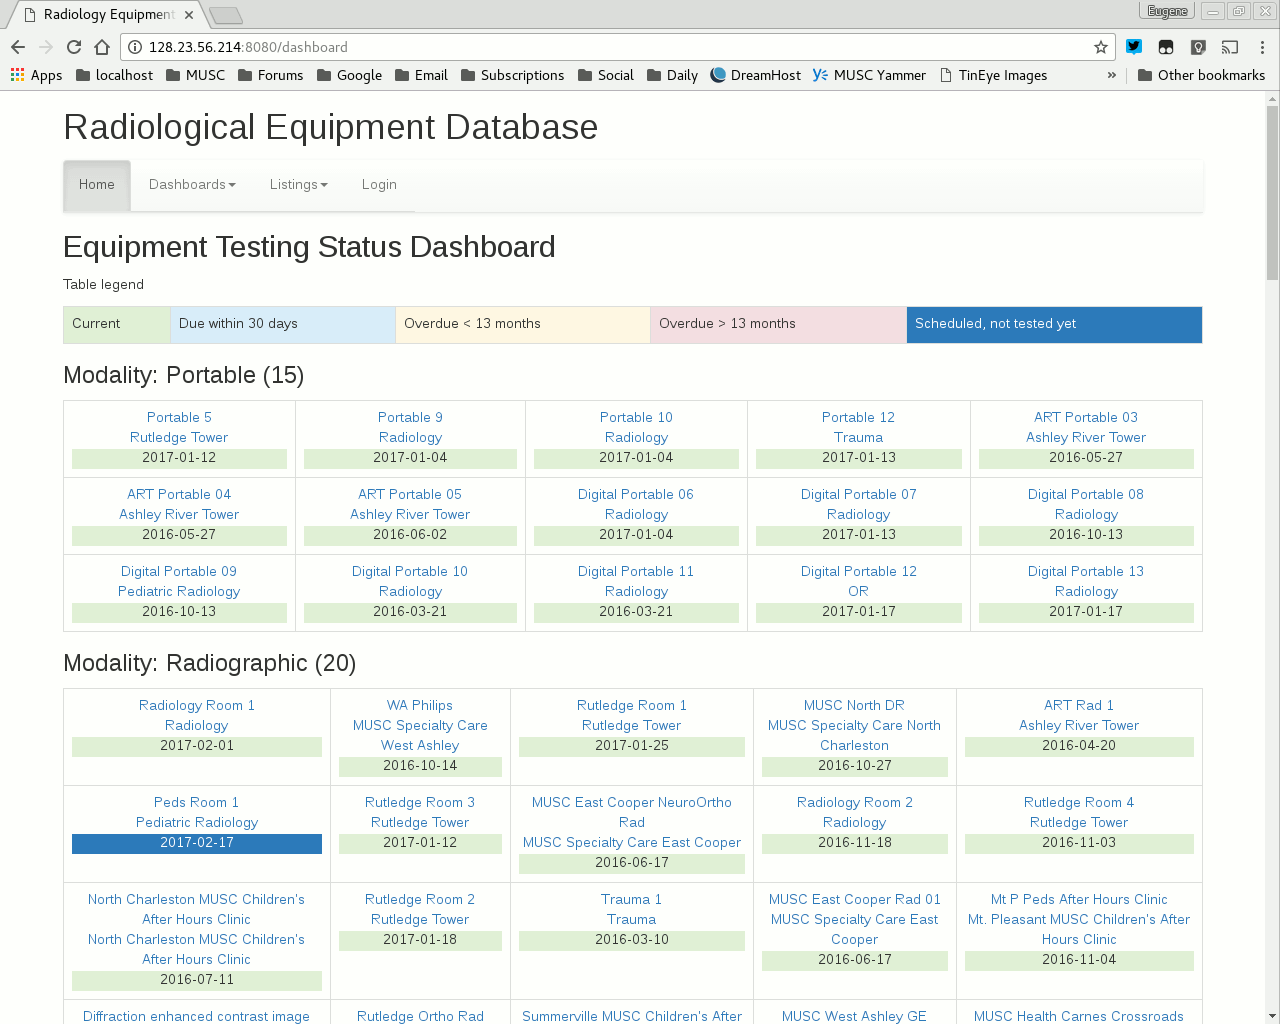 Radiology Equipment
Eugene
128.23.56.214:8080/dashboard
Apps localhost MUSC Forums Google Email Subscriptions Social Daily DreamHost MUSC Yammer TinEye Images » Other bookmarks
Radiological Equipment Database
Home Dashboards Listings Login
Equipment Testing Status Dashboard
Table legend
Current Due within 30 days Overdue < 13 months Overdue > 13 months Scheduled, not tested yet
Modality: Portable (15)
Portable 5 Portable 9 Portable 10 Portable 12 ART Portable 03
Rutledge Tower Radiology Radiology Trauma Ashley River Tower
2017-01-12 2017-01-04 2017-01-04 2017-01-13 2016-05-27
ART Portable 04 ART Portable 05 Digital Portable 06 Digital Portable 07 Digital Portable 08
Ashley River Tower Ashley River Tower Radiology Radiology Radiology
2016-05-27 2016-06-02 2017-01-04 2017-01-13 2016-10-13
Digital Portable 09 Digital Portable 10 Digital Portable 11 Digital Portable 12 Digital Portable 13
Pediatric Radiology Radiology Radiology OR Radiology
2016-10-13 2016-03-21 2016-03-21 2017-01-17 2017-01-17
Modality: Radiographic (20)
Radiology Room 1 WA Philips Rutledge Room 1 MUSC North DR ART Rad 1
Radiology MUSC Specialty Care Rutledge Tower MUSC Specialty Care North Ashley River Tower
2017-02-01 West Ashley 2017-01-25 Charleston 2016-04-20
2016-10-14 2016-10-27
Peds Room 1 Rutledge Room 3 MUSC East Cooper NeuroOrtho Radiology Room 2 Rutledge Room 4
Pediatric Radiology Rutledge Tower Rad Radiology Rutledge Tower
2017-02-17 2017-01-12 MUSC Specialty Care East Cooper 2016-11-18 2016-11-03
2016-06-17
North Charleston MUSC Children's Rutledge Room 2 Trauma 1 MUSC East Cooper Rad 01 Mt P Peds After Hours Clinic
After Hours Clinic Rutledge Tower Trauma MUSC Specialty Care East Mt. Pleasant MUSC Children's After
North Charleston MUSC Children's 2017-01-18 2016-03-10 Cooper Hours Clinic
After Hours Clinic 2016-06-17 2016-11-04
2016-07-11
Diffraction enhanced contrast image Rutledge Ortho Rad Summerville MUSC Children's After MUSC West Ashley GE MUSC Health Carnes Crossroads